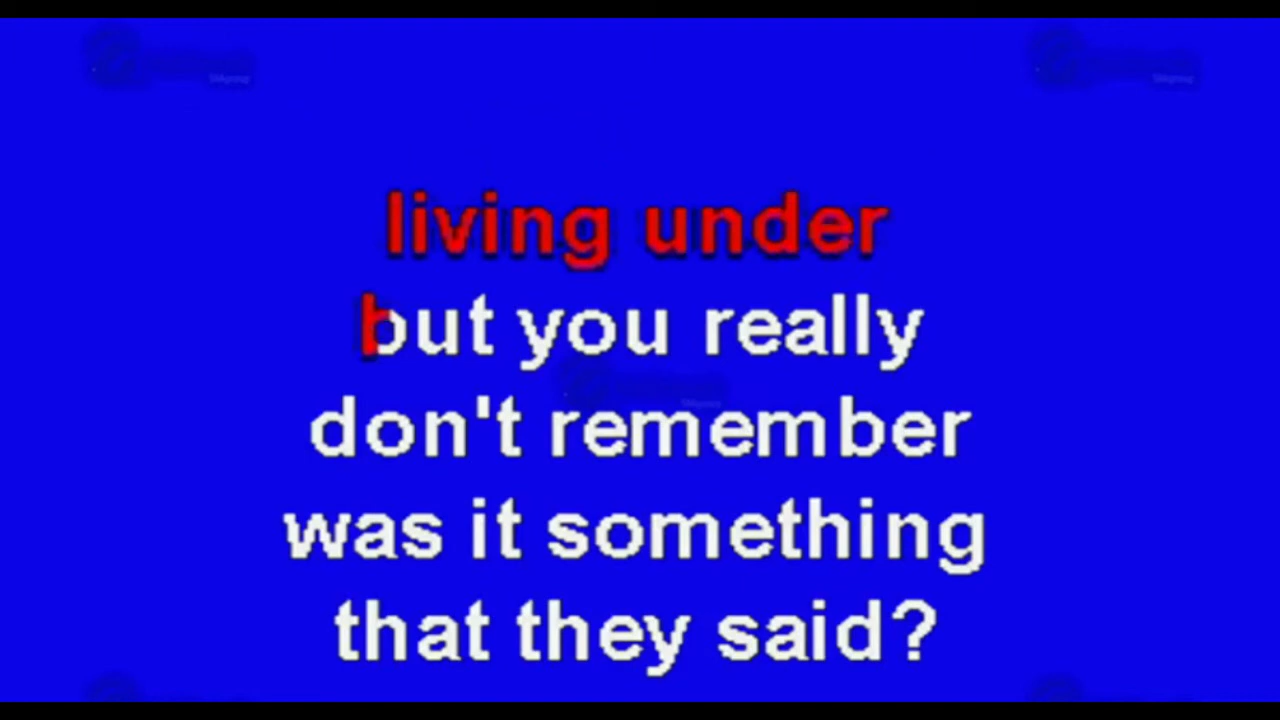 living under
but you really
don't remember
was it something
that they said?